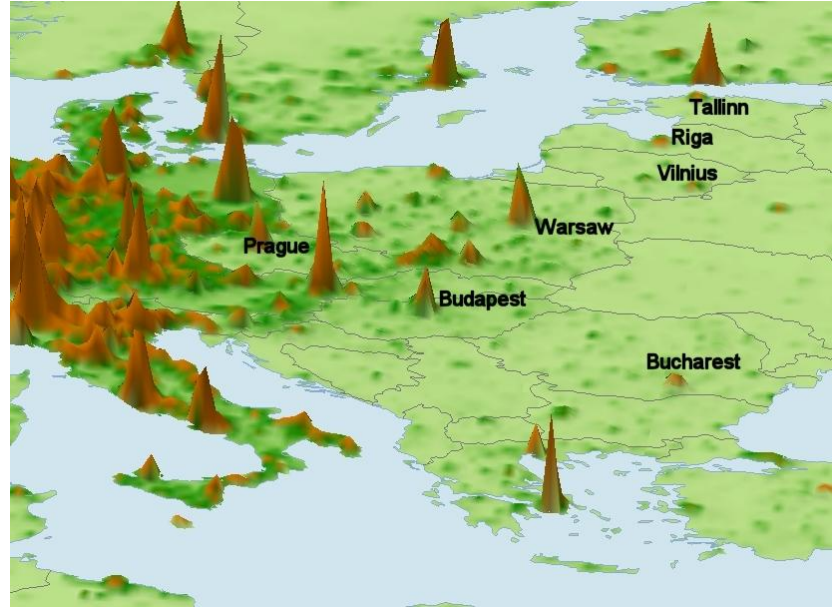 Tallinn
Riga
Vilnius
Warsaw
Prague
Budapest
Bucharest